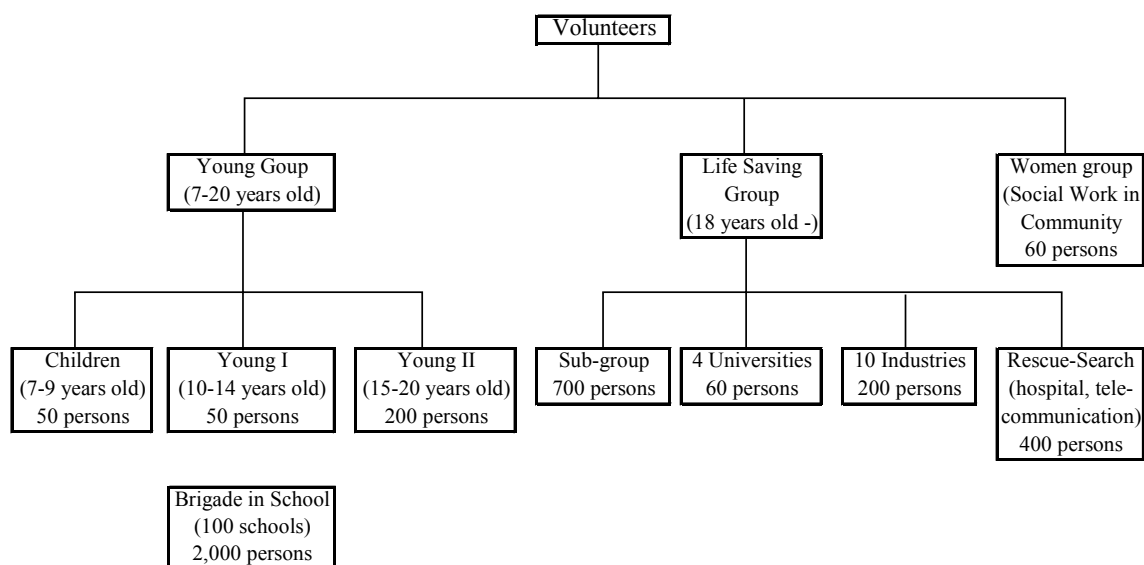 Volunteers
Young Goup
(7-20 years old)
Life Saving
Group
(18 years old -)
Women group
(Social Work in
Community
60 persons
Children
(7-9 years old)
50 persons
Young I
(10-14 years old)
50 persons
Young II
(15-20 years old)
200 persons
Sub-group
700 persons
4 Universities
60 persons
10 Industries
200 persons
Rescue-Search
(hospital, tele-
communication)
400 persons
Brigade in School
(100 schools)
2,000 persons